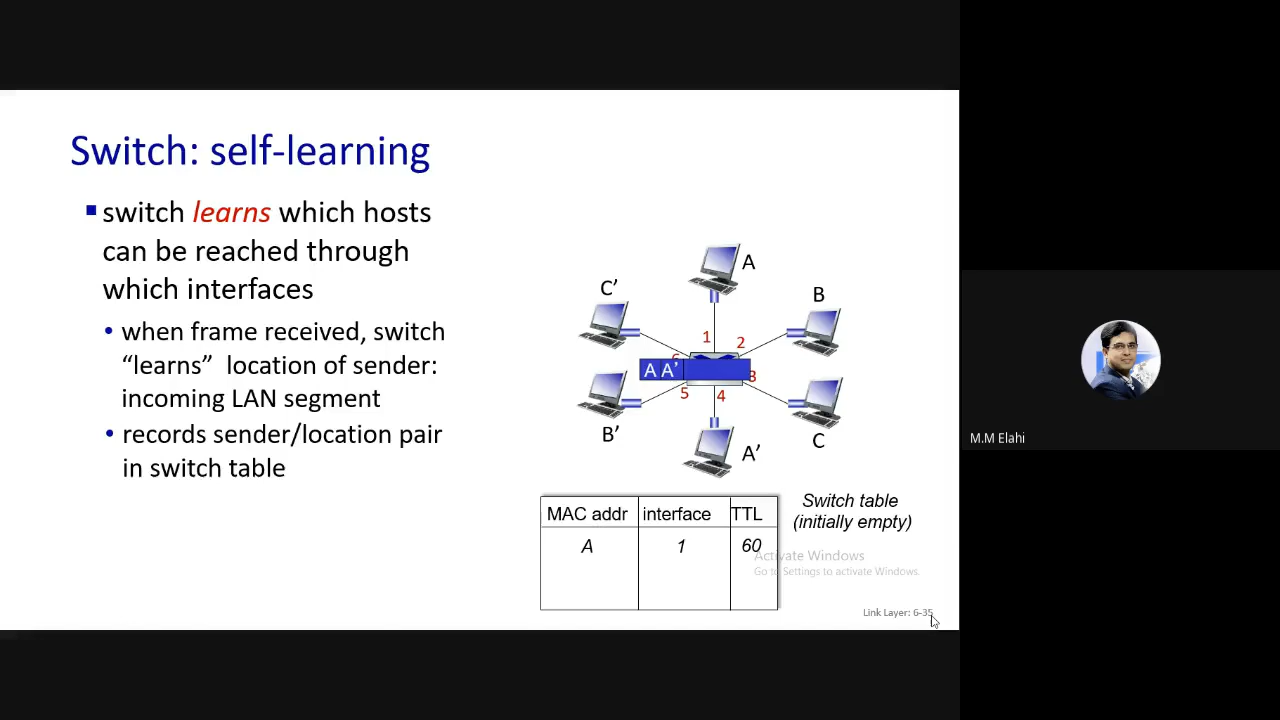 Switch: self-learning
switch learns which hosts
can be reached through
which interfaces
• when frame received, switch
“learns” location of sender:
incoming LAN segment
• records sender/location pair
in switch table
A
C’
B
1
2
6
A A’
3
5
4
B’
C
A’
MAC addr interface TTL
A 1 60
Switch table
(initially empty)
Activate Windows
Go to Settings to activate Windows.
Link Layer: 6-35
M.M Elahi